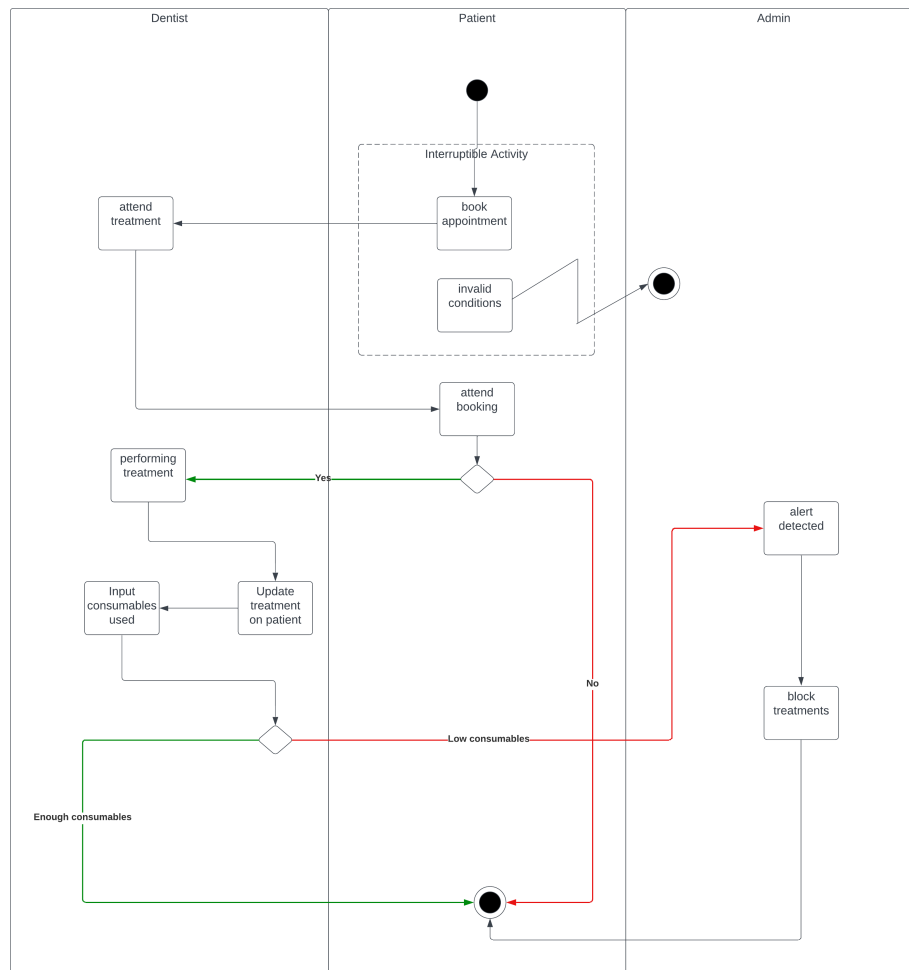 Dentist
Patient
Admin
Interruptible Activity
attend
treatment
book
appointment
invalid
conditions
attend
booking
performing
treatment
Yes
alert
detected
Input
consumables
used
Update
treatment
on patient
No
block
treatments
Low consumables
Enough consumables